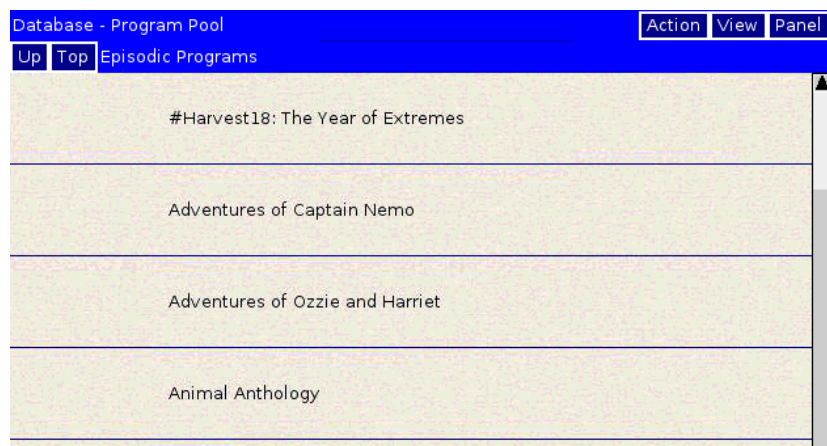 Database - Program Pool Action View Panel
Up Top Episodic Programs
#Harvest18: The Year of Extremes
Adventures of Captain Nemo
Adventures of Ozzie and Harriet
Animal Anthology